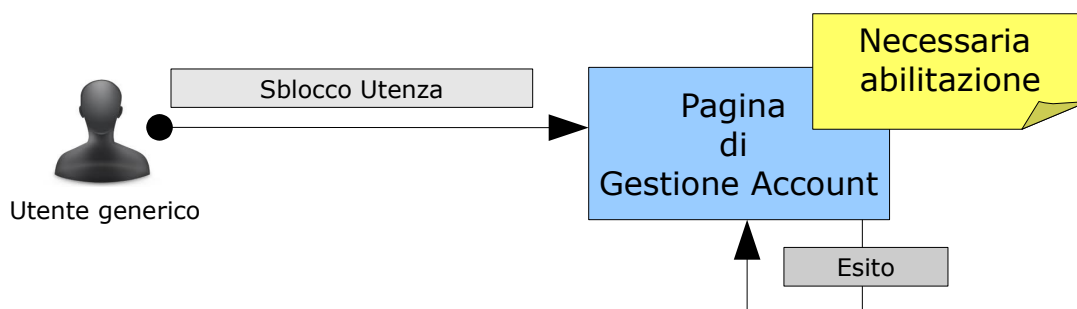 Necessaria
abilitazione
Sblocco Utenza
Pagina
di
Gestione Account
Utente generico
Esito